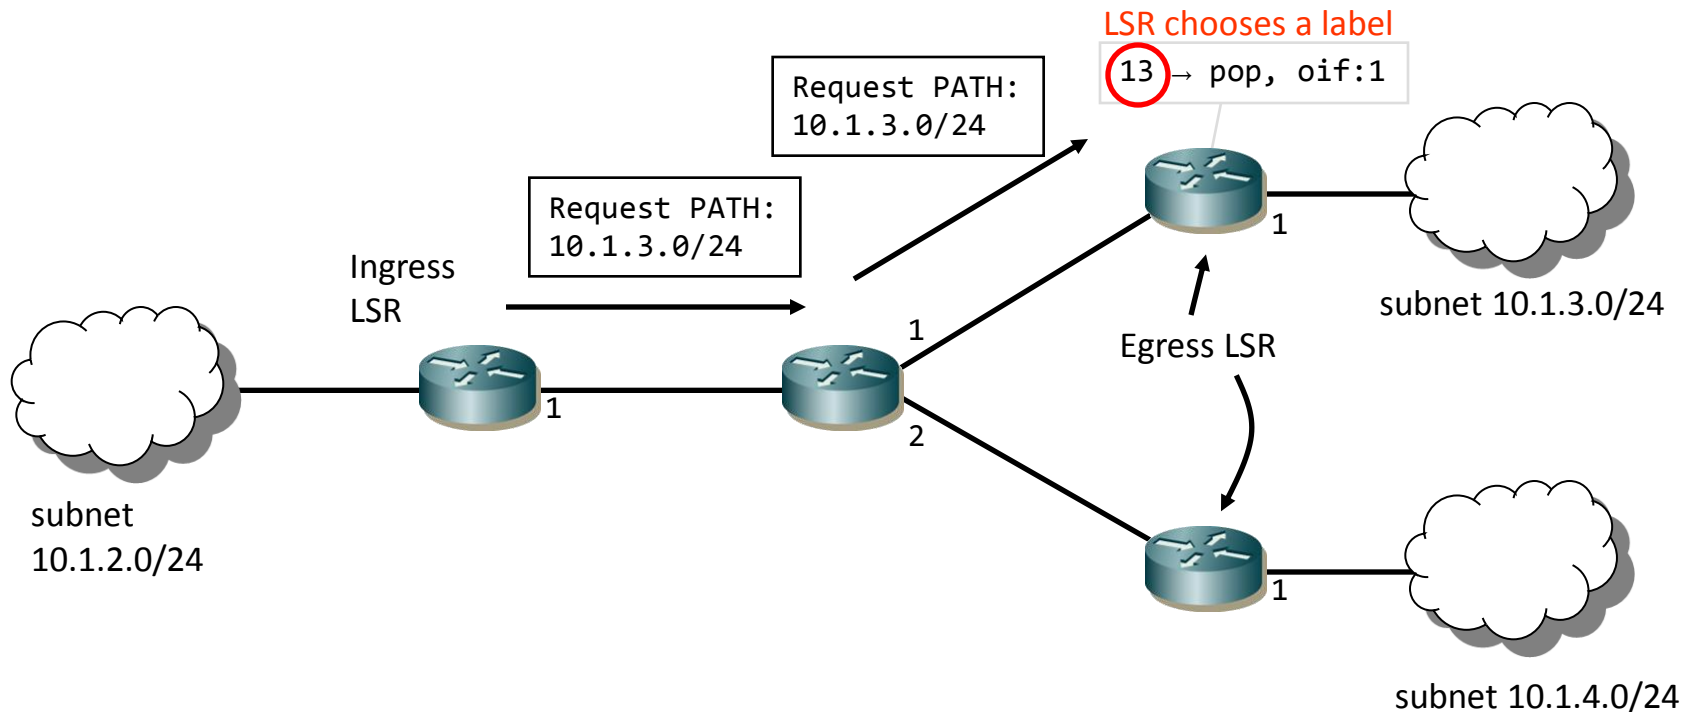 LSR chooses a label
13 → pop, oif:1
Request PATH:
10.1.3.0/24
Request PATH:
10.1.3.0/24
Ingress
LSR
1
subnet 10.1.3.0/24
1
Egress LSR
1
2
subnet
10.1.2.0/24
1
subnet 10.1.4.0/24